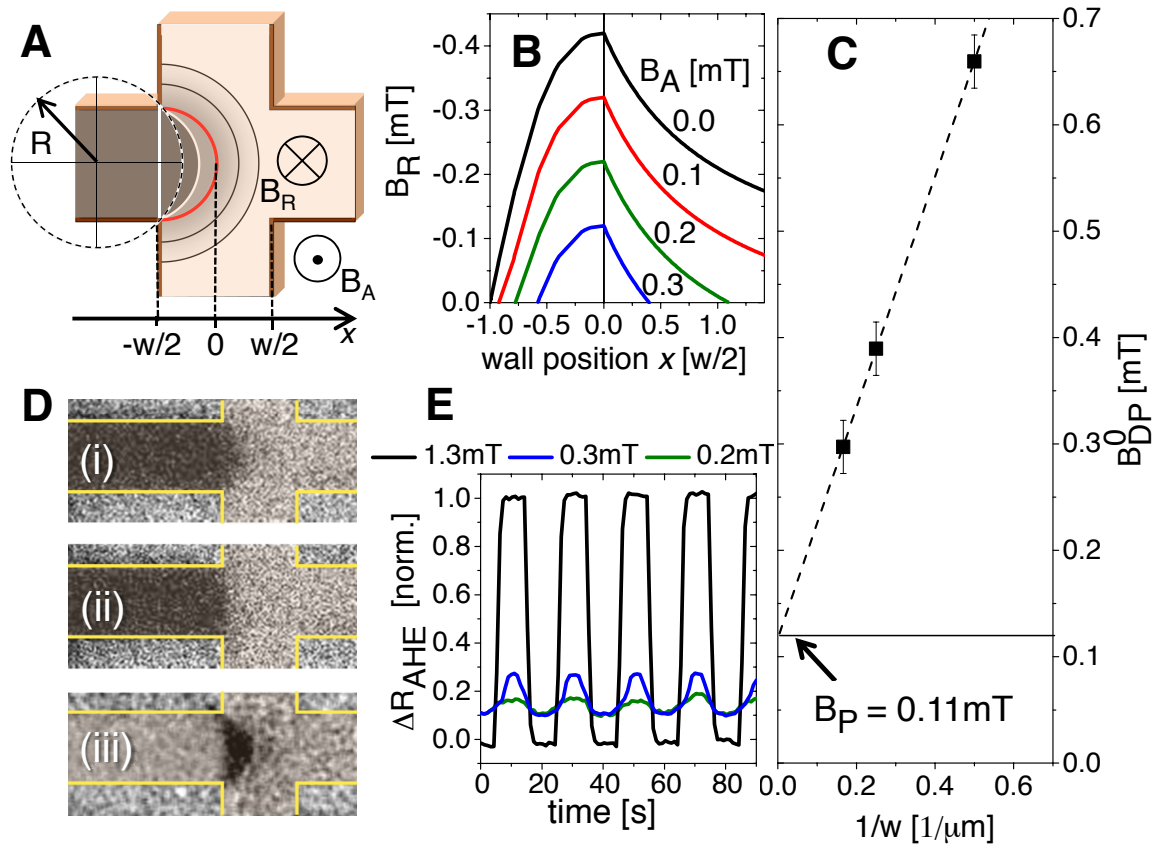 A
R
B_R
B_A
-w/2
0
w/2
x
B
B_A [mT]
0.0
0.1
0.2
0.3
-0.4
-0.3
-0.2
-0.1
0.0
B_R [mT]
-1.0 -0.5 0.0 0.5 1.0
wall position x [w/2]
C
0.7
0.6
0.5
0.4
0.3
0.2
0.1
0.0
B^0_DP [mT]
B_P = 0.11mT
0.0 0.2 0.4 0.6
1/w [1/μm]
D
(i)
(ii)
(iii)
E
1.3mT 0.3mT 0.2mT
1.0
0.8
0.6
0.4
0.2
0.0
ΔR_AHE [norm.]
0 20 40 60 80
time [s]